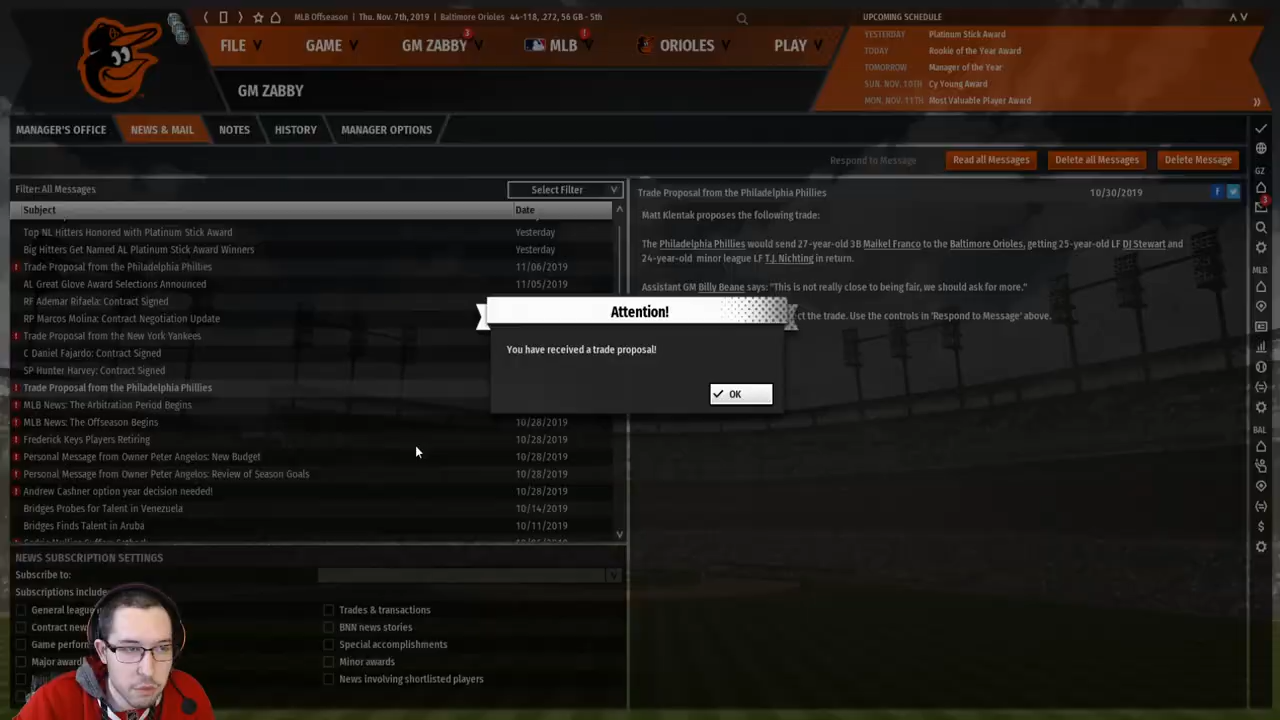 MLB Offseason | Thu. Nov. 7th, 2019 | Baltimore Orioles 44-118, .272, 56 GB - 5th
UPCOMING SCHEDULE
YESTERDAY Platinum Stick Award
TODAY Rookie of the Year Award
TOMORROW Manager of the Year
SUN. NOV. 10TH Cy Young Award
MON. NOV. 11TH Most Valuable Player Award
FILE GAME GM ZABBY 3 MLB ! ORIOLES PLAY
GM ZABBY
MANAGER'S OFFICE NEWS & MAIL NOTES HISTORY MANAGER OPTIONS
Respond to Message Read all Messages Delete all Messages Delete Message
Filter: All Messages Select Filter
Subject Date
Top NL Hitters Honored with Platinum Stick Award Yesterday
Big Hitters Get Named AL Platinum Stick Award Winners Yesterday
! Trade Proposal from the Philadelphia Phillies 11/06/2019
AL Great Glove Award Selections Announced 11/05/2019
RF Ademar Rifaela: Contract Signed
RP Marcos Molina: Contract Negotiation Update
! Trade Proposal from the New York Yankees
C Daniel Fajardo: Contract Signed
SP Hunter Harvey: Contract Signed
! Trade Proposal from the Philadelphia Phillies
! MLB News: The Arbitration Period Begins
! MLB News: The Offseason Begins 10/28/2019
! Frederick Keys Players Retiring 10/28/2019
! Personal Message from Owner Peter Angelos: New Budget 10/28/2019
! Personal Message from Owner Peter Angelos: Review of Season Goals 10/28/2019
! Andrew Cashner option year decision needed! 10/28/2019
Bridges Probes for Talent in Venezuela 10/14/2019
Bridges Finds Talent in Aruba 10/11/2019
Trade Proposal from the Philadelphia Phillies 10/30/2019
Matt Klentak proposes the following trade:
The Philadelphia Phillies would send 27-year-old 3B Maikel Franco to the Baltimore Orioles, getting 25-year-old LF DJ Stewart and
24-year-old minor league LF T.J. Nichting in return.
Assistant GM Billy Beane says: "This is not really close to being fair, we should ask for more."
ct the trade. Use the controls in 'Respond to Message' above.
Attention!
You have received a trade proposal!
OK
NEWS SUBSCRIPTION SETTINGS
Subscribe to:
Subscriptions Include
General league
Contract new
Game perform
Major award
Trades & transactions
BNN news stories
Special accomplishments
Minor awards
News involving shortlisted players
GZ
3
MLB
BAL